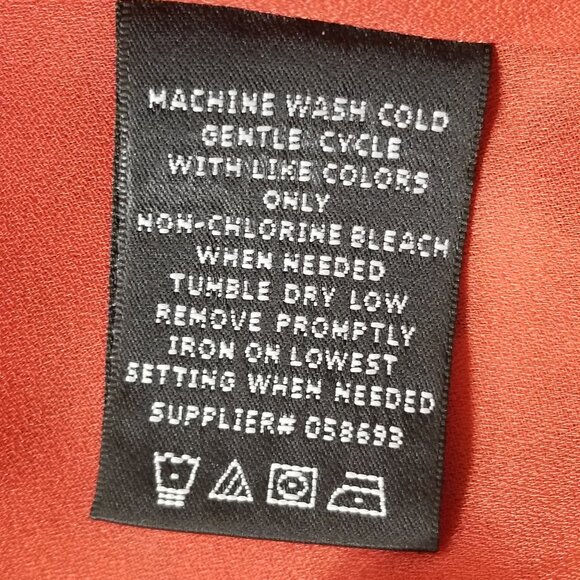 MACHINE WASH COLD
GENTLE CYCLE
WITH LIKE COLORS
ONLY
NON-CHLORINE BLEACH
WHEN NEEDED
TUMBLE DRY LOW
REMOVE PROMPTLY
IRON ON LOWEST
SETTING WHEN NEEDED
SUPPLIER# 058693